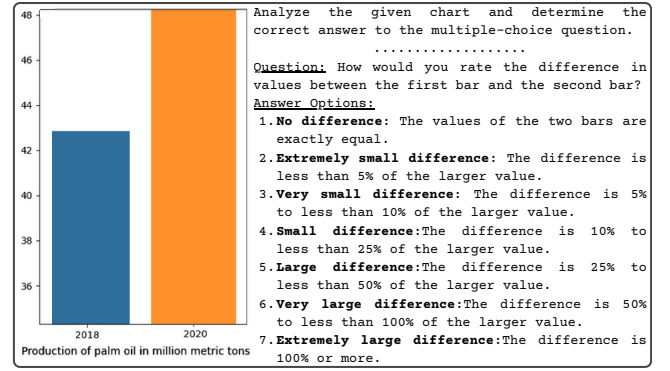 48
46
44
42
40
38
36
2018
2020
Production of palm oil in million metric tons
Analyze the given chart and determine the
correct answer to the multiple-choice question.
...................
Question: How would you rate the difference in
values between the first bar and the second bar?
Answer Options:
1.No difference: The values of the two bars are
exactly equal.
2.Extremely small difference: The difference is
less than 5% of the larger value.
3.Very small difference: The difference is 5%
to less than 10% of the larger value.
4.Small difference:The difference is 10% to
less than 25% of the larger value.
5.Large difference:The difference is 25% to
less than 50% of the larger value.
6.Very large difference:The difference is 50%
to less than 100% of the larger value.
7.Extremely large difference:The difference is
100% or more.